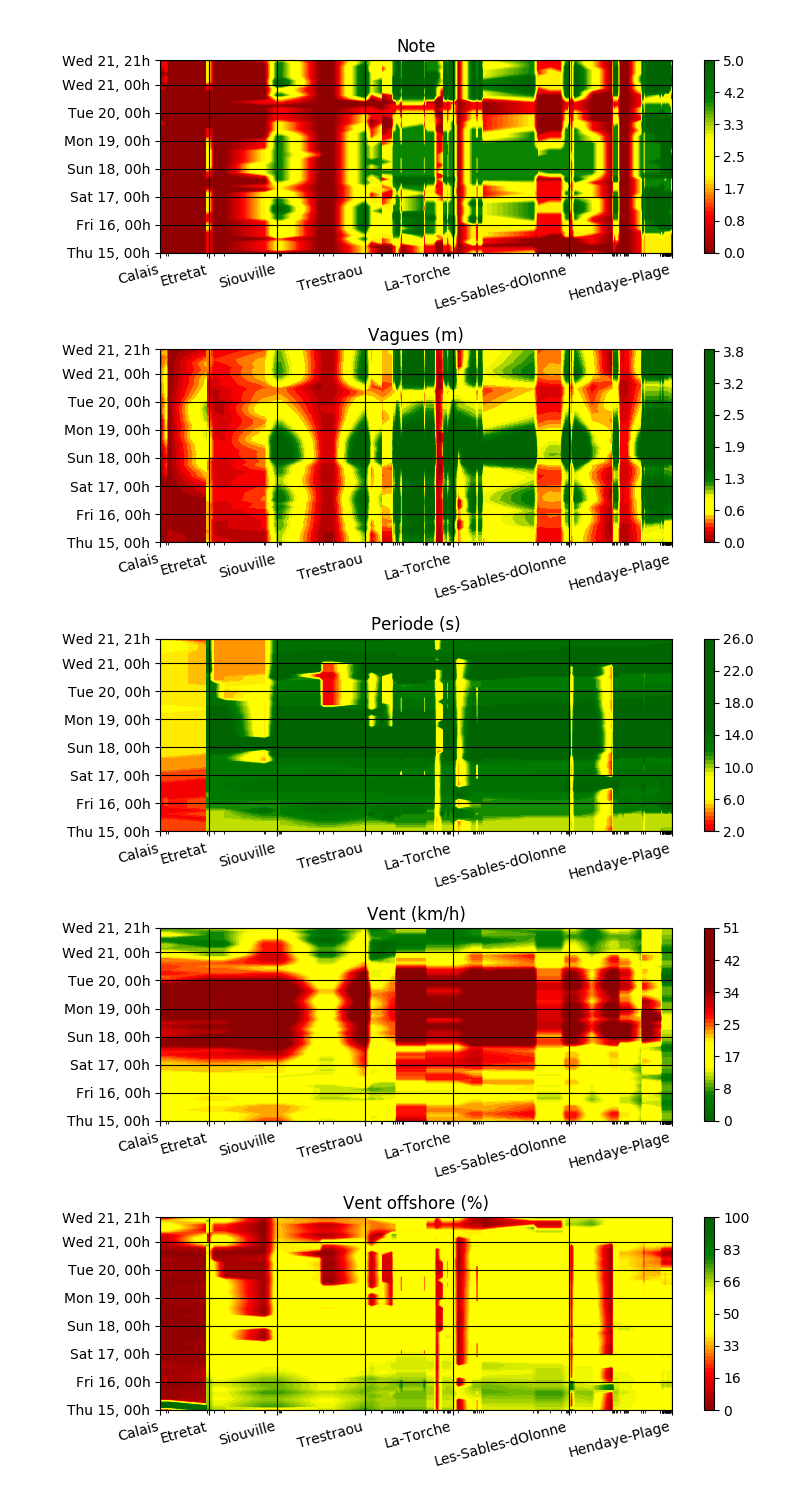 Note
Wed 21, 21h
Wed 21, 00h
Tue 20, 00h
Mon 19, 00h
Sun 18, 00h
Sat 17, 00h
Fri 16, 00h
Thu 15, 00h
Calais
Etretat
Siouville
Trestraou
La-Torche
Les-Sables-dOlonne
Hendaye-Plage
5.0
4.2
3.3
2.5
1.7
0.8
0.0
Vagues (m)
Wed 21, 21h
Wed 21, 00h
Tue 20, 00h
Mon 19, 00h
Sun 18, 00h
Sat 17, 00h
Fri 16, 00h
Thu 15, 00h
Calais
Etretat
Siouville
Trestraou
La-Torche
Les-Sables-dOlonne
Hendaye-Plage
3.8
3.2
2.5
1.9
1.3
0.6
0.0
Periode (s)
Wed 21, 21h
Wed 21, 00h
Tue 20, 00h
Mon 19, 00h
Sun 18, 00h
Sat 17, 00h
Fri 16, 00h
Thu 15, 00h
Calais
Etretat
Siouville
Trestraou
La-Torche
Les-Sables-dOlonne
Hendaye-Plage
26.0
22.0
18.0
14.0
10.0
6.0
2.0
Vent (km/h)
Wed 21, 21h
Wed 21, 00h
Tue 20, 00h
Mon 19, 00h
Sun 18, 00h
Sat 17, 00h
Fri 16, 00h
Thu 15, 00h
Calais
Etretat
Siouville
Trestraou
La-Torche
Les-Sables-dOlonne
Hendaye-Plage
51
42
34
25
17
8
0
Vent offshore (%)
Wed 21, 21h
Wed 21, 00h
Tue 20, 00h
Mon 19, 00h
Sun 18, 00h
Sat 17, 00h
Fri 16, 00h
Thu 15, 00h
Calais
Etretat
Siouville
Trestraou
La-Torche
Les-Sables-dOlonne
Hendaye-Plage
100
83
66
50
33
16
0